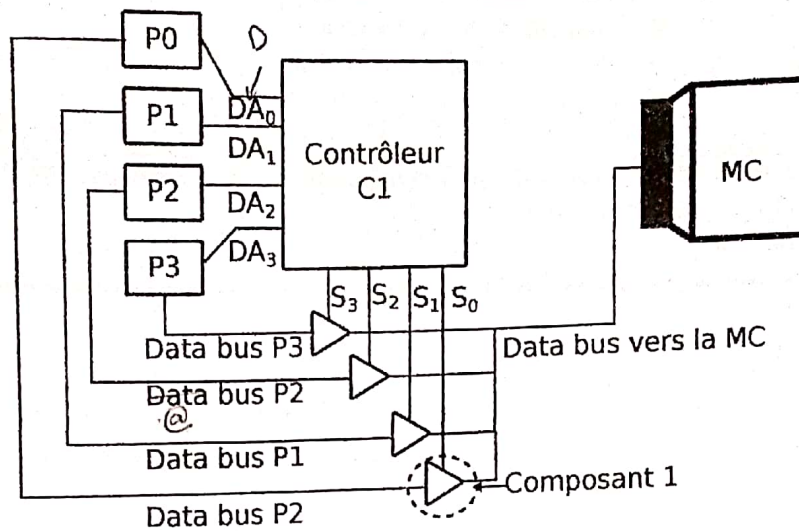 P0
D
P1
DA₀
DA₁
P2
DA₂
P3
DA₃
Contrôleur
C1
MC
S₃ S₂ S₁ S₀
Data bus P3
Data bus vers la MC
Data bus P2
@
Data bus P1
Composant 1
Data bus P2